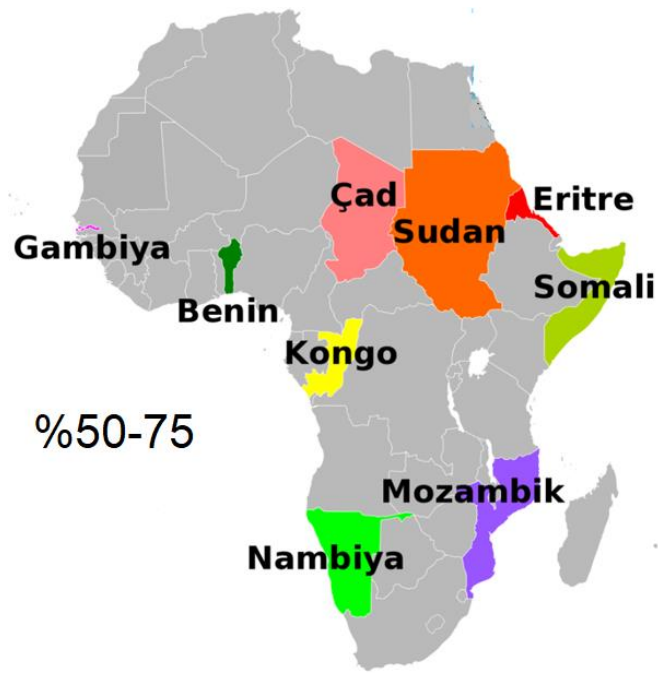 Çad
Eritre
Sudan
Gambiya
Somali
Benin
Kongo
%50-75
Mozambik
Nambiya